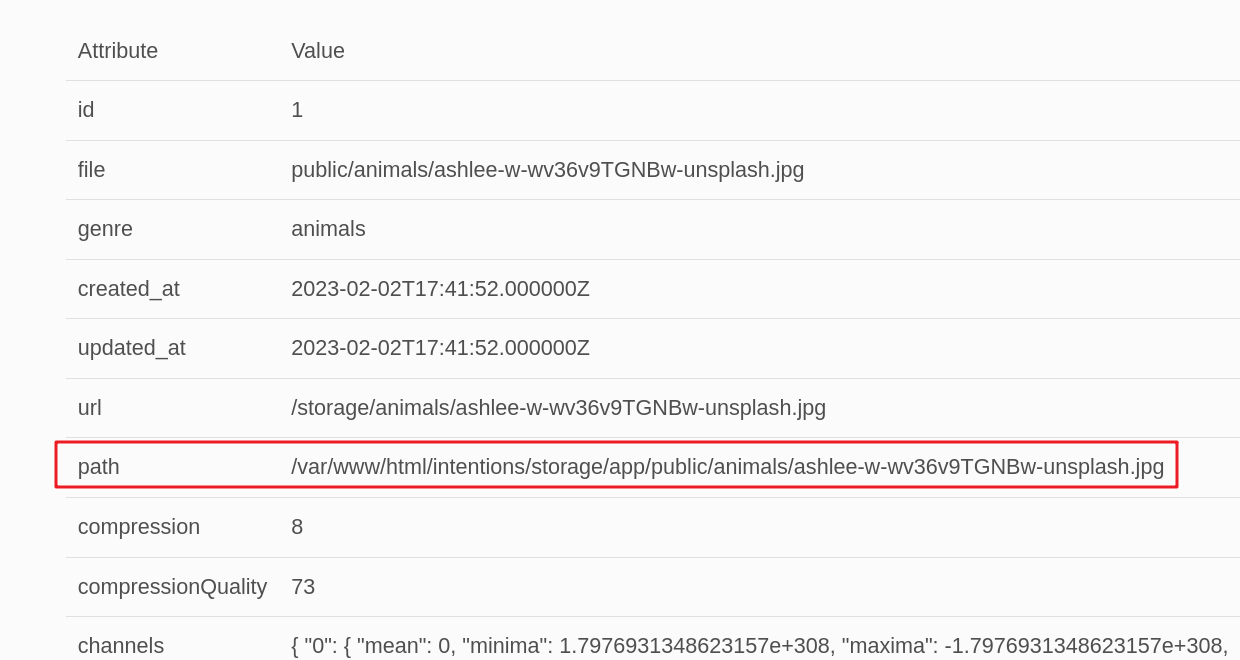 Attribute Value
id 1
file public/animals/ashlee-w-wv36v9TGNBw-unsplash.jpg
genre animals
created_at 2023-02-02T17:41:52.000000Z
updated_at 2023-02-02T17:41:52.000000Z
url /storage/animals/ashlee-w-wv36v9TGNBw-unsplash.jpg
path /var/www/html/intentions/storage/app/public/animals/ashlee-w-wv36v9TGNBw-unsplash.jpg
compression 8
compressionQuality 73
channels { "0": { "mean": 0, "minima": 1.7976931348623157e+308, "maxima": -1.7976931348623157e+308,